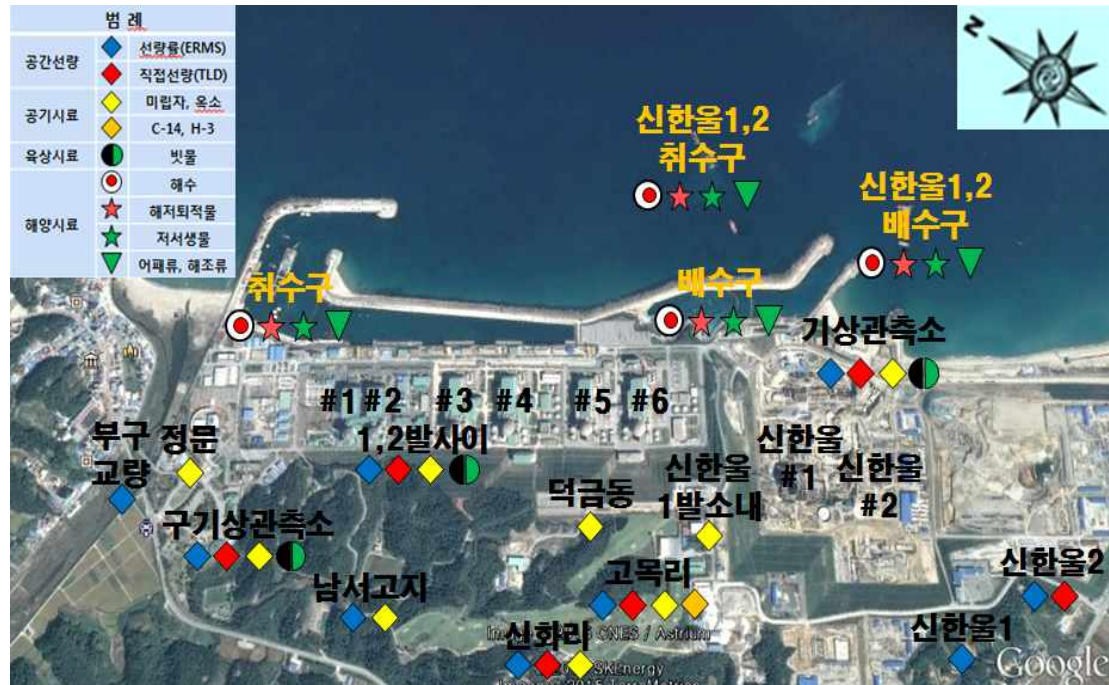 범 례
공간선량
선량률(ERMS)
직접선량(TLD)
공기시료
미립자, 옥소
C-14, H-3
육상시료
빗물
해양시료
해수
해저퇴적물
저서생물
어패류, 해조류
N
신한울1,2
취수구
신한울1,2
배수구
취수구
배수구
기상관측소
#1 #2 #3 #4 #5 #6
1,2발사이
부구
교량
정문
신한울
#1
신한울
#2
덕금동
신한울
1발소내
구기상관측소
남서고지
고목리
신한울2
신화리
신한울1
CNES / Astrium
SKEnergy
Google